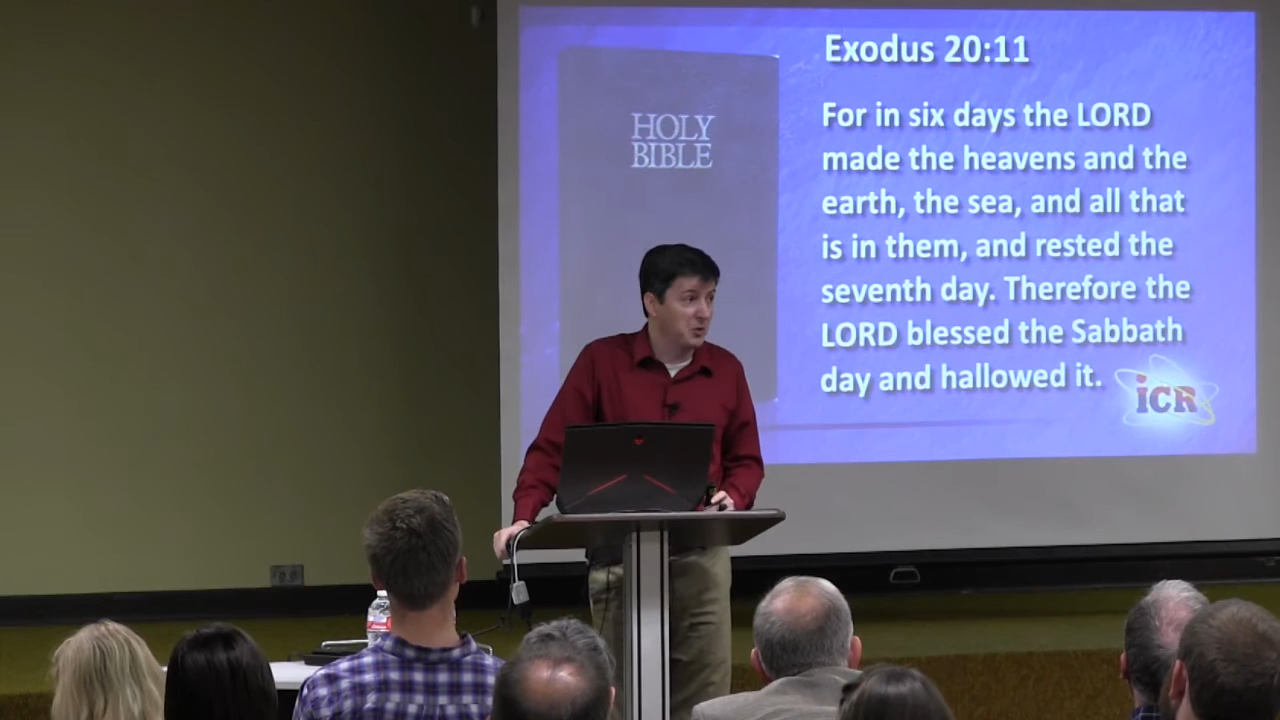 Exodus 20:11
HOLY
BIBLE
For in six days the LORD
made the heavens and the
earth, the sea, and all that
is in them, and rested the
seventh day. Therefore the
LORD blessed the Sabbath
day and hallowed it.
iCR